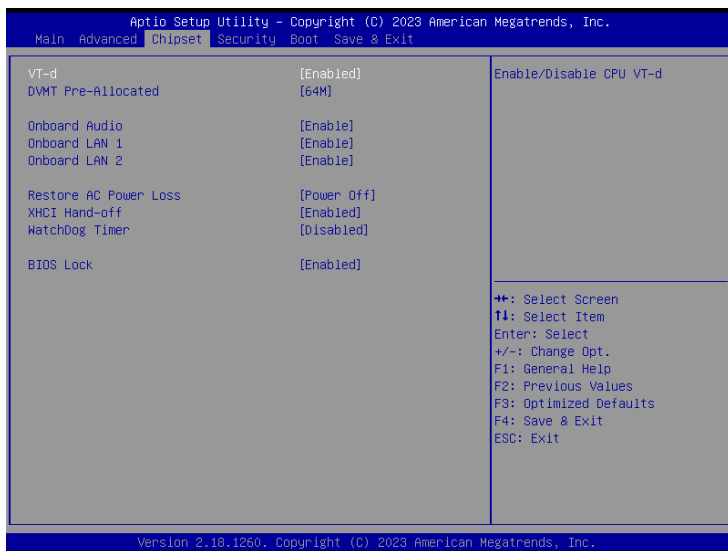 Aptio Setup Utility – Copyright (C) 2023 American Megatrends, Inc.
Main Advanced Chipset Security Boot Save & Exit
VT-d [Enabled]
DVMT Pre-Allocated [64M]
Onboard Audio [Enable]
Onboard LAN 1 [Enable]
Onboard LAN 2 [Enable]
Restore AC Power Loss [Power Off]
XHCI Hand-off [Enabled]
WatchDog Timer [Disabled]
BIOS Lock [Enabled]
Enable/Disable CPU VT-d
→←: Select Screen
↑↓: Select Item
Enter: Select
+/-: Change Opt.
F1: General Help
F2: Previous Values
F3: Optimized Defaults
F4: Save & Exit
ESC: Exit
Version 2.18.1260. Copyright (C) 2023 American Megatrends, Inc.